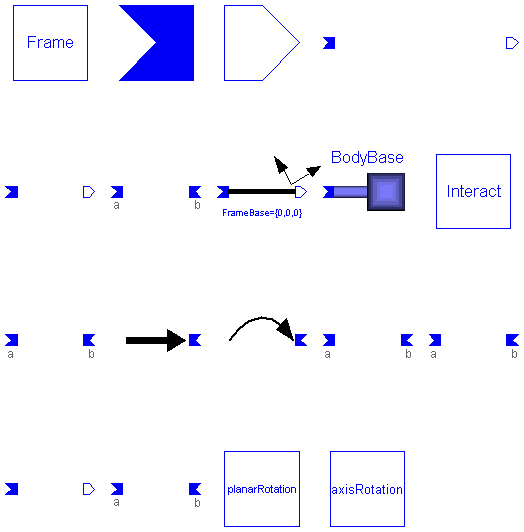 Frame
BodyBase
Interact
a
b
FrameBase={0,0,0}
a
b
a
b
a
b
planarRotation
axisRotation
a
b